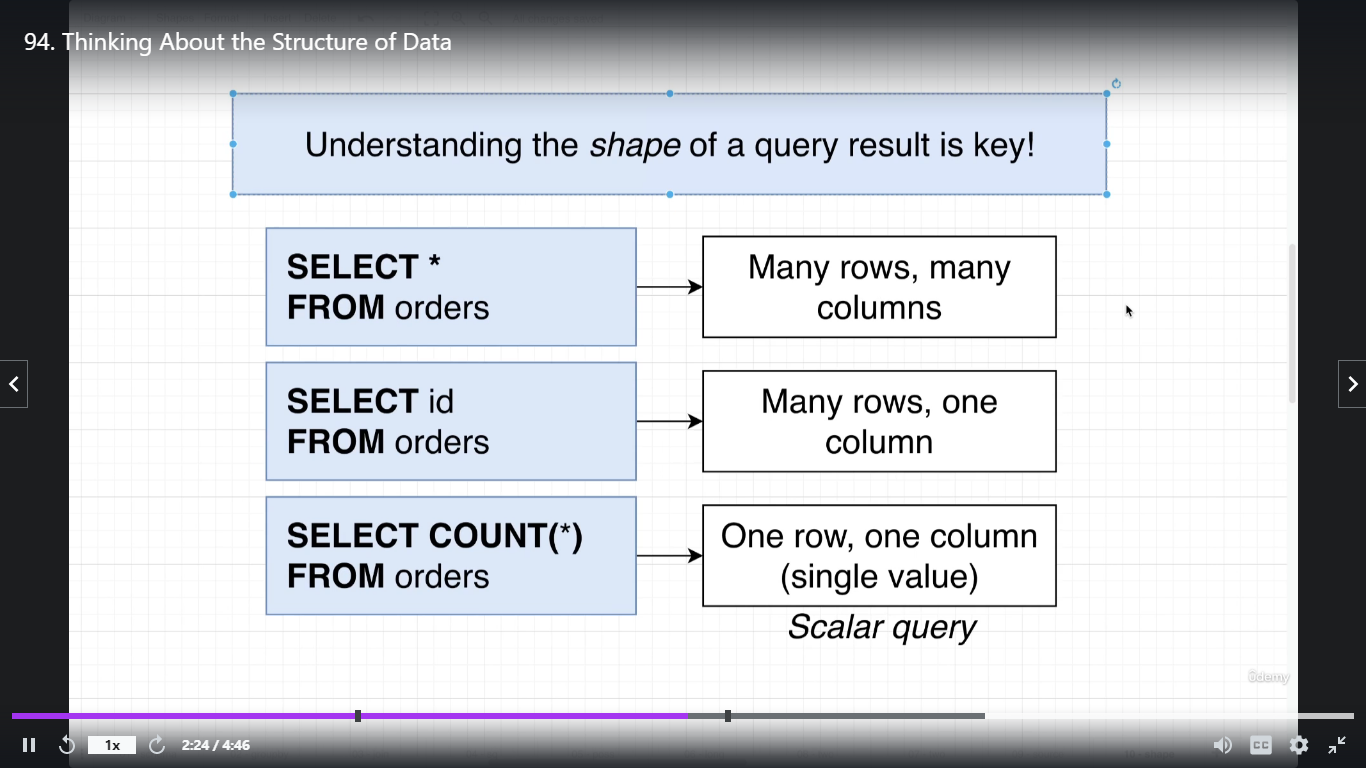 94. Thinking About the Structure of Data
Understanding the shape of a query result is key!
SELECT *
FROM orders
Many rows, many
columns
SELECT id
FROM orders
Many rows, one
column
SELECT COUNT(*)
FROM orders
One row, one column
(single value)
Scalar query
ûdemy
1x
2:24 / 4:46
CC